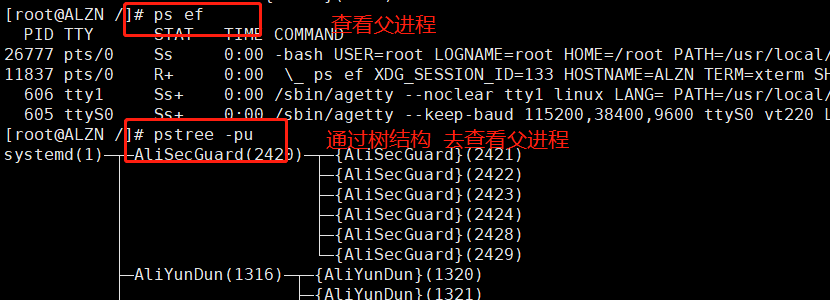 [root@ALZN /]# ps ef 查看父进程
PID TTY STAT TIME COMMAND
26777 pts/0 Ss 0:00 -bash USER=root LOGNAME=root HOME=/root PATH=/usr/local/
11837 pts/0 R+ 0:00 \_ ps ef XDG_SESSION_ID=133 HOSTNAME=ALZN TERM=xterm SH
606 tty1 Ss+ 0:00 /sbin/agetty --noclear tty1 linux LANG= PATH=/usr/loca
605 ttyS0 Ss+ 0:00 /sbin/agetty --keep-baud 115200,38400,9600 ttyS0 vt220 L
[root@ALZN /]# pstree -pu 通过树结构 去查看父进程
systemd(1)─┬─AliSecGuard(2420)─┬─{AliSecGuard}(2421)
├─{AliSecGuard}(2422)
├─{AliSecGuard}(2423)
├─{AliSecGuard}(2424)
├─{AliSecGuard}(2428)
└─{AliSecGuard}(2429)
├─AliYunDun(1316)─┬─{AliYunDun}(1320)
├─{AliYunDun}(1321)